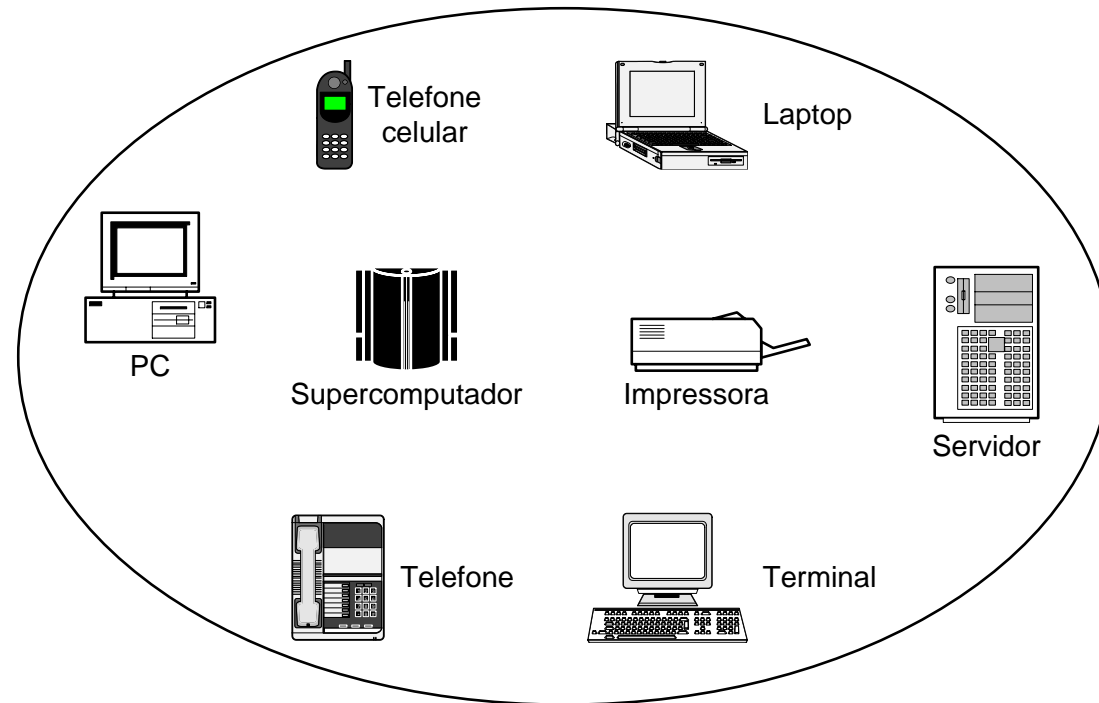 Telefone
celular
Laptop
PC
Supercomputador
Impressora
Servidor
Telefone
Terminal